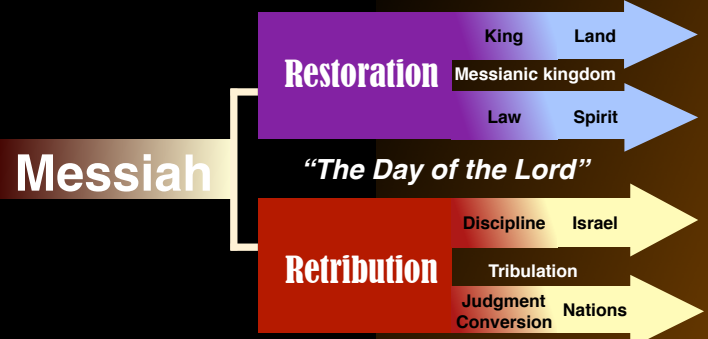 Messiah
Restoration
King Land
Messianic kingdom
Law Spirit
“The Day of the Lord”
Retribution
Discipline Israel
Tribulation
Judgment
Conversion
Nations